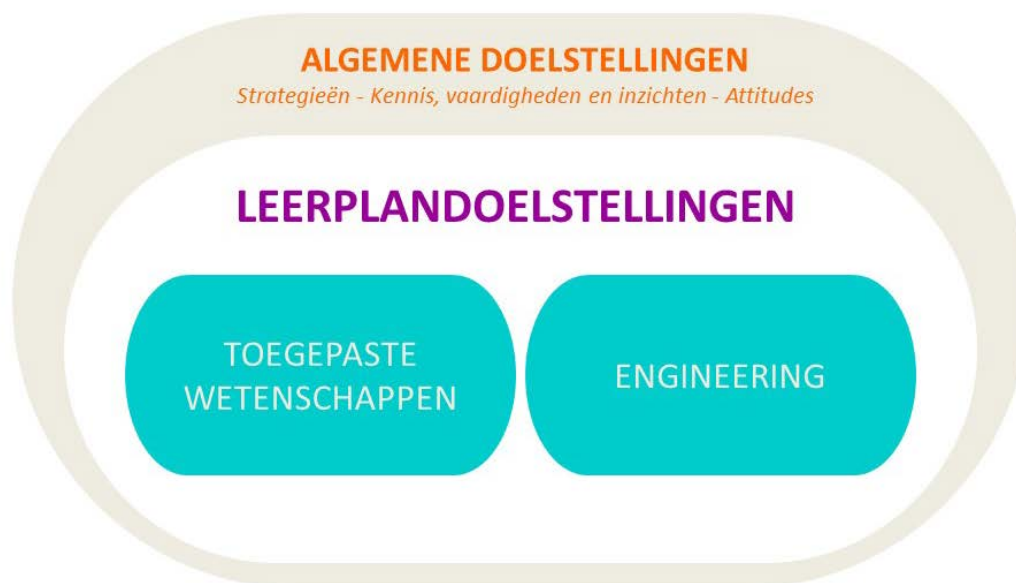 ALGEMENE DOELSTELLINGEN
Strategieën - Kennis, vaardigheden en inzichten - Attitudes
LEERPLANDOELSTELLINGEN
TOEGEPASTE
WETENSCHAPPEN
ENGINEERING